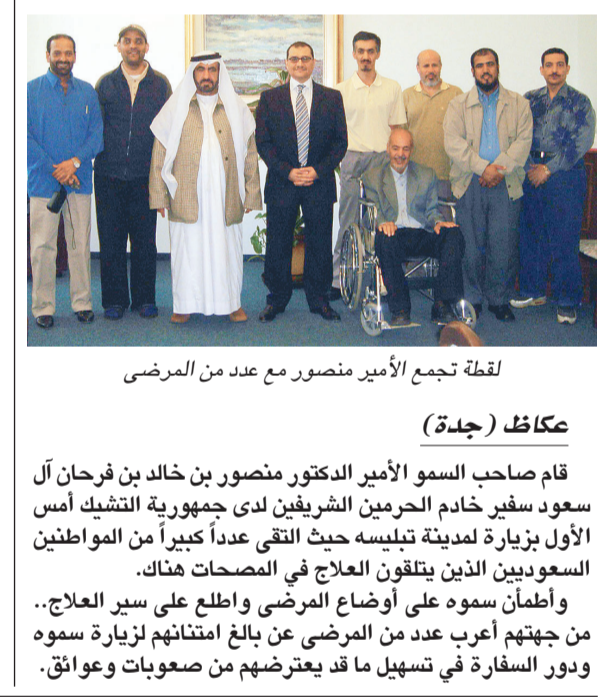 لقطة تجمع الأمير منصور مع عدد من المرضى
عكاظ (جدة)
قام صاحب السمو الأمير الدكتور منصور بن خالد بن فرحان آل
سعود سفير خادم الحرمين الشريفين لدى جمهورية التشيك أمس
الأول بزيارة لمدينة تبليسه حيث التقى عدداً كبيراً من المواطنين
السعوديين الذين يتلقون العلاج في المصحات هناك.
وأطمأن سموه على أوضاع المرضى واطلع على سير العلاج..
من جهتهم أعرب عدد من المرضى عن بالغ امتنانهم لزيارة سموه
ودور السفارة في تسهيل ما قد يعترضهم من صعوبات وعوائق.